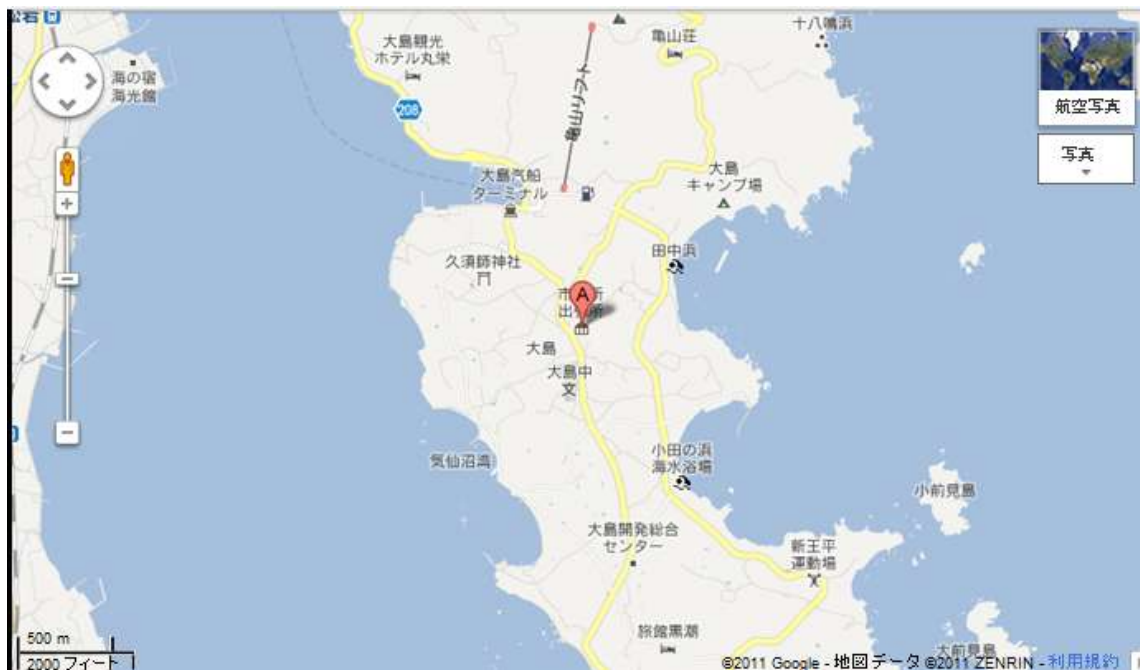 松岩
海の宿
海光館
大島観光
ホテル丸栄
208
亀山リフト
亀山荘
十八鳴浜
航空写真
写真
大島汽船
ターミナル
大島
キャンプ場
久須師神社
田中浜
A
大島
大島中
文
気仙沼湾
小田の浜
海水浴場
小前見島
大島開発総合
センター
新王平
運動場
旅館黒潮
大前見島
500 m
2000 フィート
©2011 Google - 地図データ ©2011 ZENRIN - 利用規約